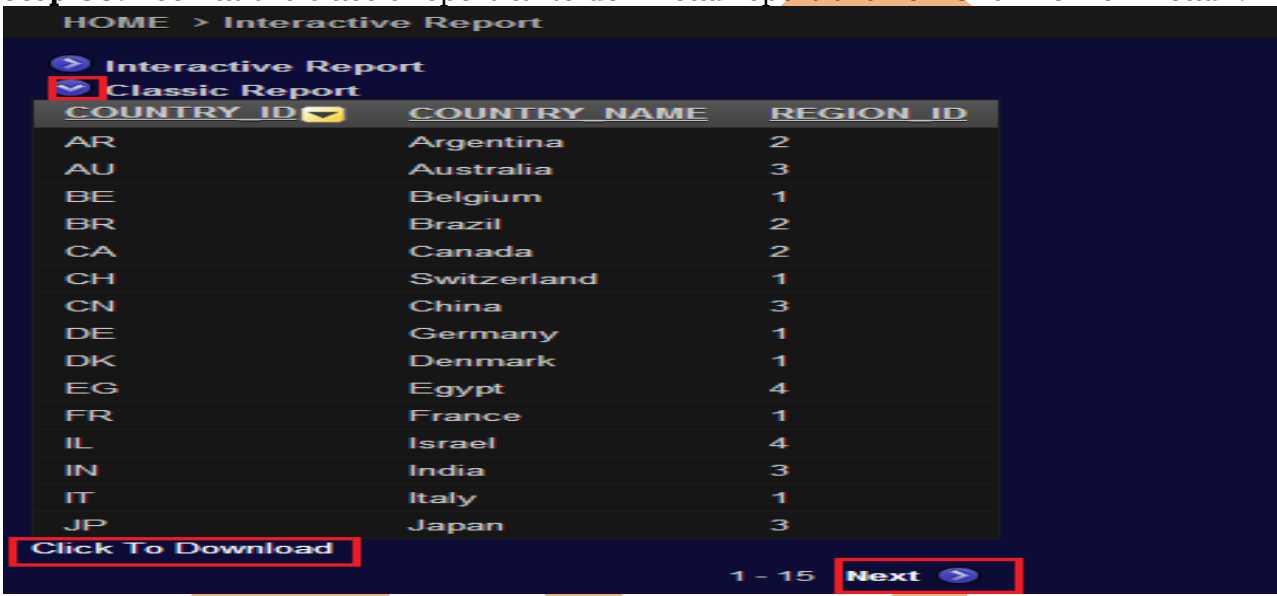 HOME > Interactive Report
Interactive Report
Classic Report
COUNTRY_ID COUNTRY_NAME REGION_ID
AR Argentina 2
AU Australia 3
BE Belgium 1
BR Brazil 2
CA Canada 2
CH Switzerland 1
CN China 3
DE Germany 1
DK Denmark 1
EG Egypt 4
FR France 1
IL Israel 4
IN India 3
IT Italy 1
JP Japan 3
Click To Download
1 - 15 Next